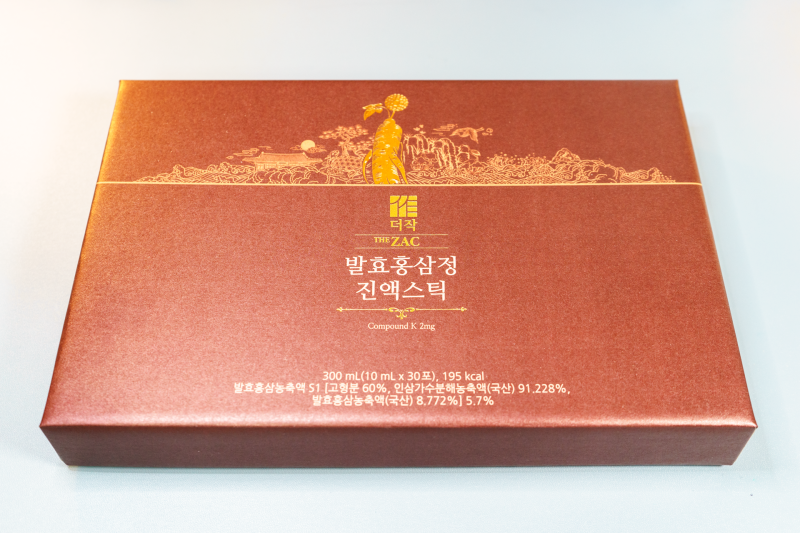 더작
THE ZAC
발효홍삼정
진액스틱
Compound K 2mg
300 mL(10 mL x 30포), 195 kcal
발효홍삼농축액 S1 [고형분 60%, 인삼가수분해농축액(국산) 91.228%,
발효홍삼농축액(국산) 8.772%] 5.7%